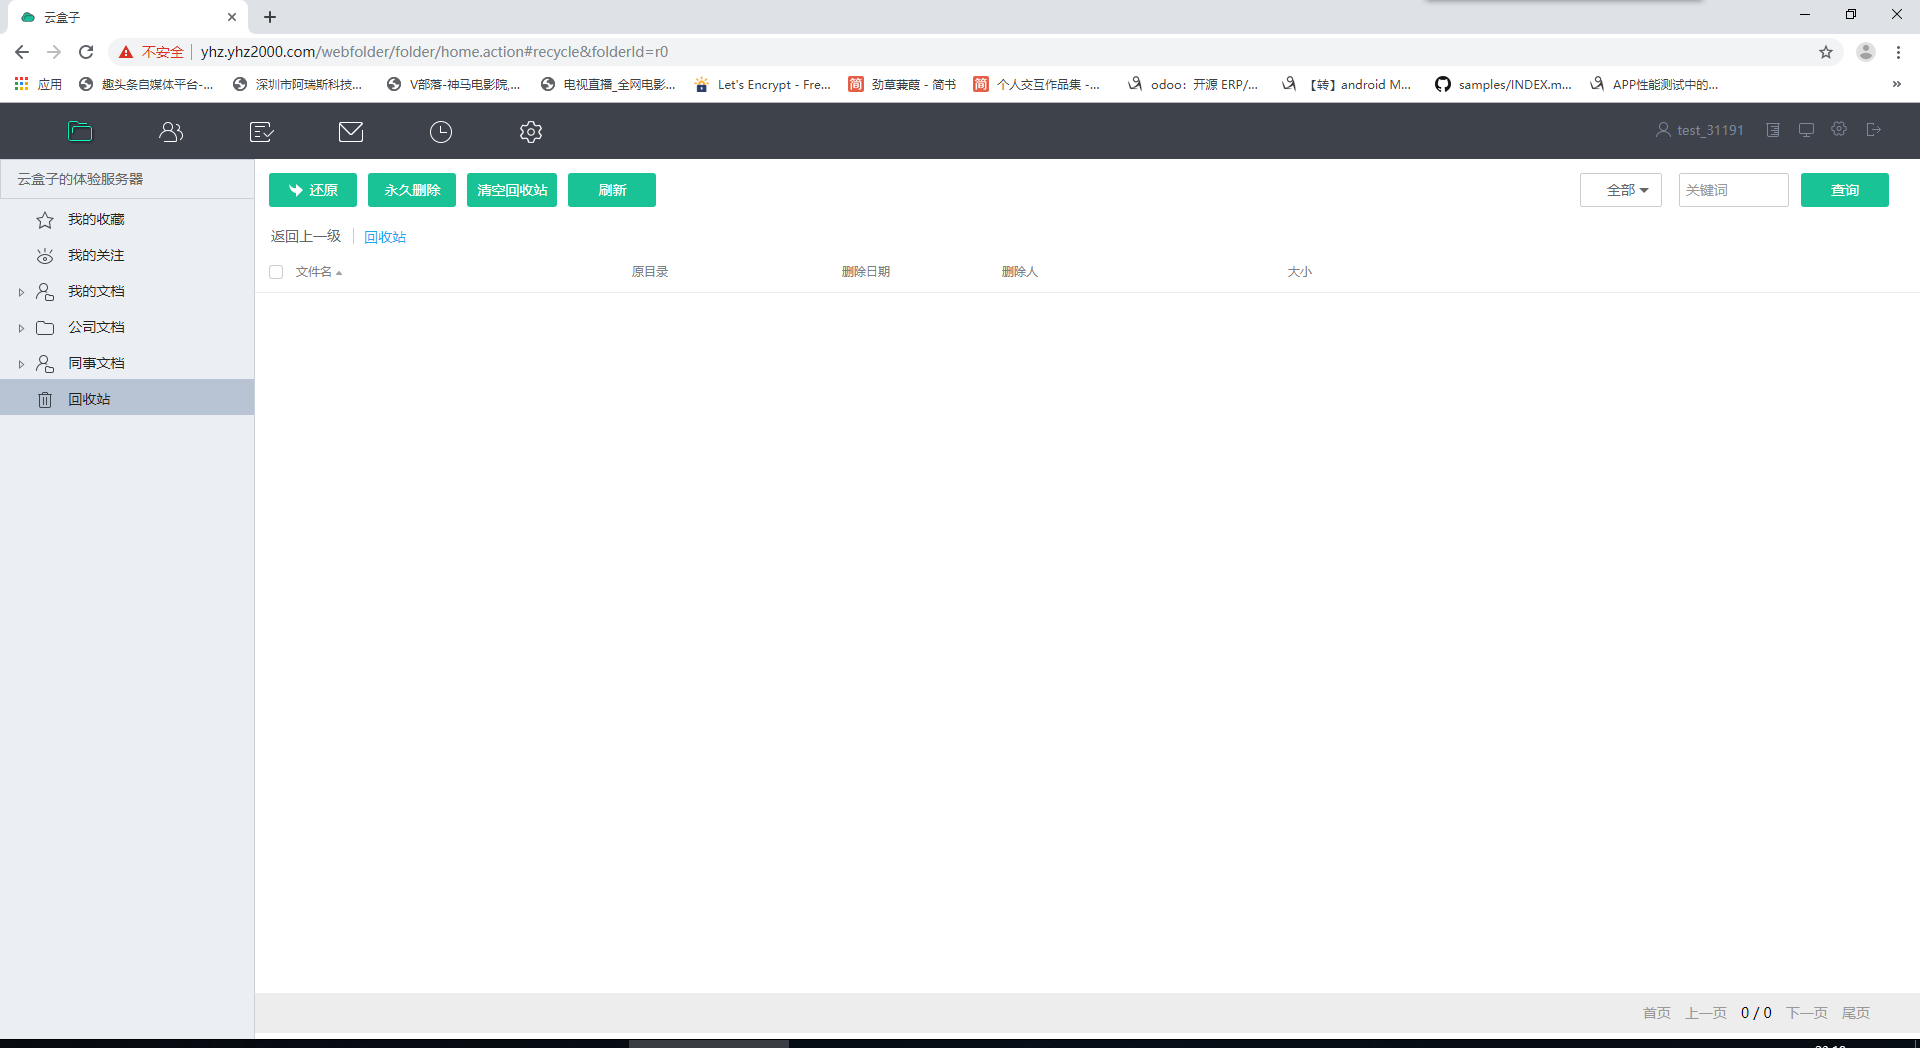 云盒子
不安全 yhz.yhz2000.com/webfolder/folder/home.action#recycle&folderId=r0
应用 趣头条自媒体平台-... 深圳市阿瑞斯科技... V部落-神马电影院,... 电视直播_全网电影... Let's Encrypt - Fre... 劲草蒹葭 - 简书 个人交互作品集 -... odoo：开源 ERP/... 【转】android M... samples/INDEX.m... APP性能测试中的... »
test_31191
云盒子的体验服务器
我的收藏
我的关注
我的文档
公司文档
同事文档
回收站
还原 永久删除 清空回收站 刷新 全部 关键词 查询
返回上一级 回收站
文件名 原目录 删除日期 删除人 大小
首页 上一页 0 / 0 下一页 尾页